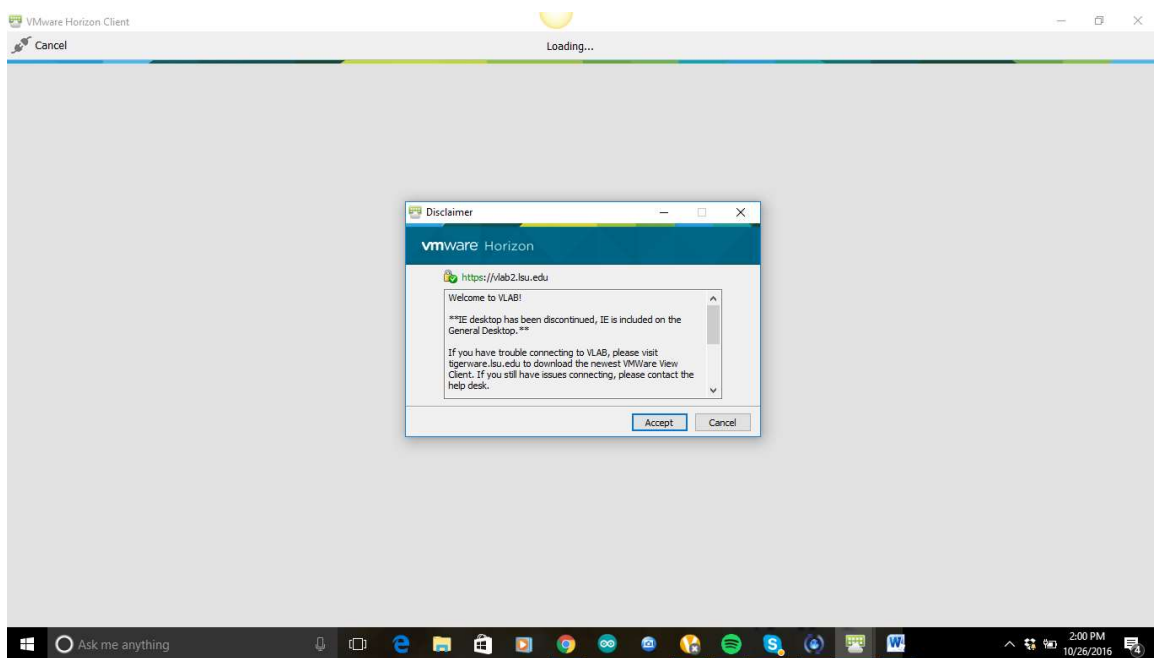 VMware Horizon Client
Cancel
Loading...
Disclaimer
vmware Horizon
https://vlab2.lsu.edu
Welcome to VLAB!
**IE desktop has been discontinued, IE is included on the
General Desktop.**
If you have trouble connecting to VLAB, please visit
tigerware.lsu.edu to download the newest VMWare View
Client. If you still have issues connecting, please contact the
help desk.
Accept
Cancel
Ask me anything
2:00 PM
10/26/2016
4